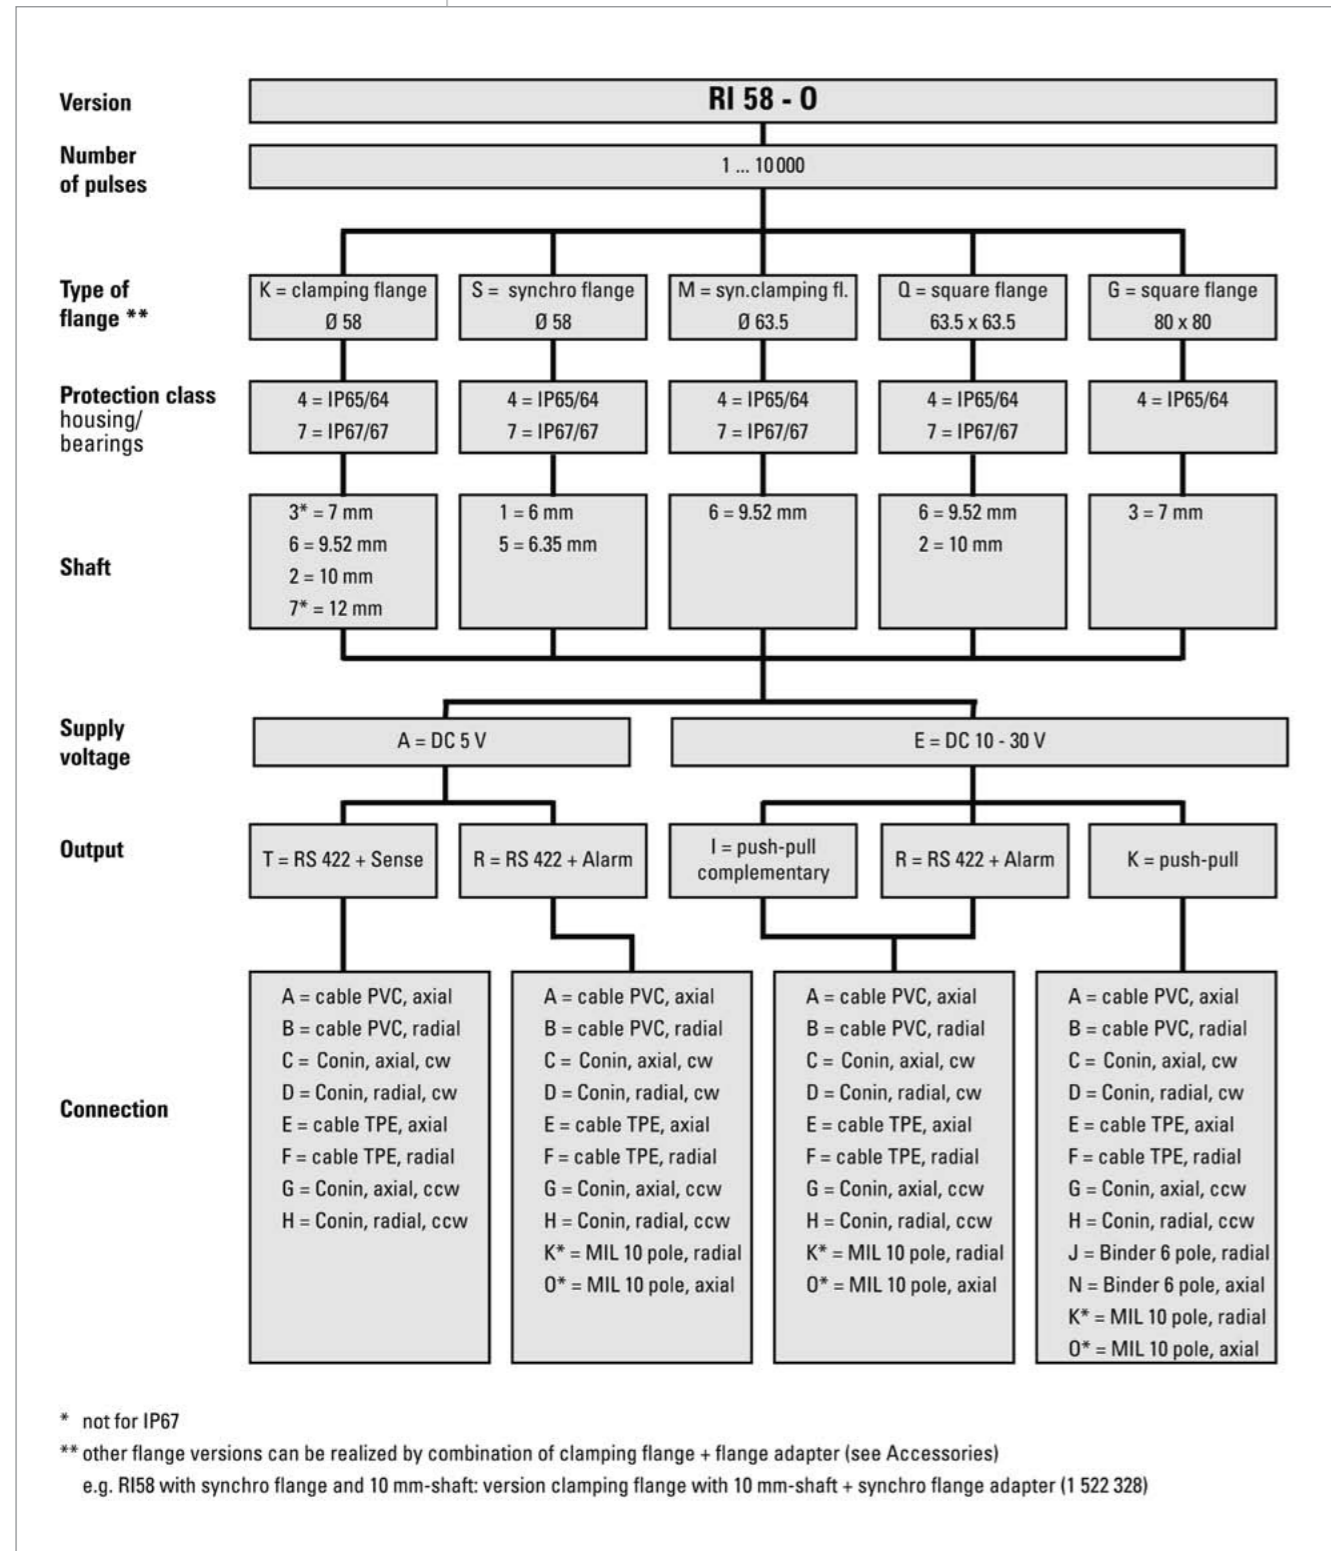 Version
RI 58 - O
Number
of pulses
1 ... 10 000
Type of
flange **
K = clamping flange
Ø 58
S = synchro flange
Ø 58
M = syn.clamping fl.
Ø 63.5
Q = square flange
63.5 x 63.5
G = square flange
80 x 80
Protection class
housing/
bearings
4 = IP65/64
7 = IP67/67
4 = IP65/64
7 = IP67/67
4 = IP65/64
7 = IP67/67
4 = IP65/64
7 = IP67/67
4 = IP65/64
Shaft
3* = 7 mm
6 = 9.52 mm
2 = 10 mm
7* = 12 mm
1 = 6 mm
5 = 6.35 mm
6 = 9.52 mm
6 = 9.52 mm
2 = 10 mm
3 = 7 mm
Supply
voltage
A = DC 5 V
E = DC 10 - 30 V
Output
T = RS 422 + Sense
R = RS 422 + Alarm
I = push-pull
complementary
R = RS 422 + Alarm
K = push-pull
Connection
A = cable PVC, axial
B = cable PVC, radial
C = Conin, axial, cw
D = Conin, radial, cw
E = cable TPE, axial
F = cable TPE, radial
G = Conin, axial, ccw
H = Conin, radial, ccw
A = cable PVC, axial
B = cable PVC, radial
C = Conin, axial, cw
D = Conin, radial, cw
E = cable TPE, axial
F = cable TPE, radial
G = Conin, axial, ccw
H = Conin, radial, ccw
K* = MIL 10 pole, radial
O* = MIL 10 pole, axial
A = cable PVC, axial
B = cable PVC, radial
C = Conin, axial, cw
D = Conin, radial, cw
E = cable TPE, axial
F = cable TPE, radial
G = Conin, axial, ccw
H = Conin, radial, ccw
K* = MIL 10 pole, radial
O* = MIL 10 pole, axial
A = cable PVC, axial
B = cable PVC, radial
C = Conin, axial, cw
D = Conin, radial, cw
E = cable TPE, axial
F = cable TPE, radial
G = Conin, axial, ccw
H = Conin, radial, ccw
J = Binder 6 pole, radial
N = Binder 6 pole, axial
K* = MIL 10 pole, radial
O* = MIL 10 pole, axial
* not for IP67
** other flange versions can be realized by combination of clamping flange + flange adapter (see Accessories)
e.g. RI58 with synchro flange and 10 mm-shaft: version clamping flange with 10 mm-shaft + synchro flange adapter (1 522 328)